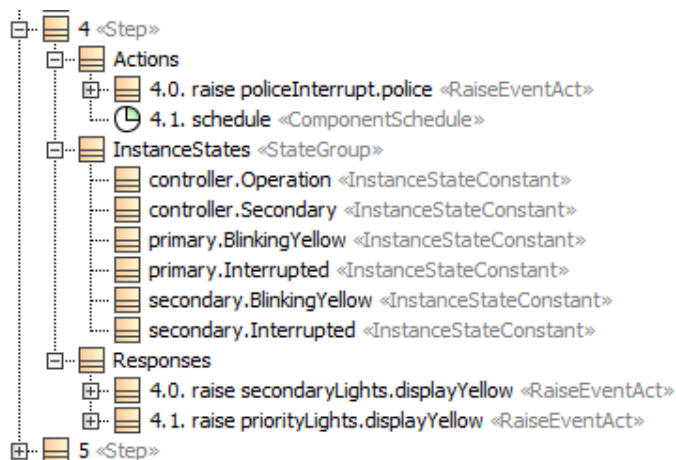 4 «Step»
Actions
4.0. raise policeInterrupt.police «RaiseEventAct»
4.1. schedule «ComponentSchedule»
InstanceStates «StateGroup»
controller.Operation «InstanceStateConstant»
controller.Secondary «InstanceStateConstant»
primary.BlinkingYellow «InstanceStateConstant»
primary.Interrupted «InstanceStateConstant»
secondary.BlinkingYellow «InstanceStateConstant»
secondary.Interrupted «InstanceStateConstant»
Responses
4.0. raise secondaryLights.displayYellow «RaiseEventAct»
4.1. raise priorityLights.displayYellow «RaiseEventAct»
5 «Step»